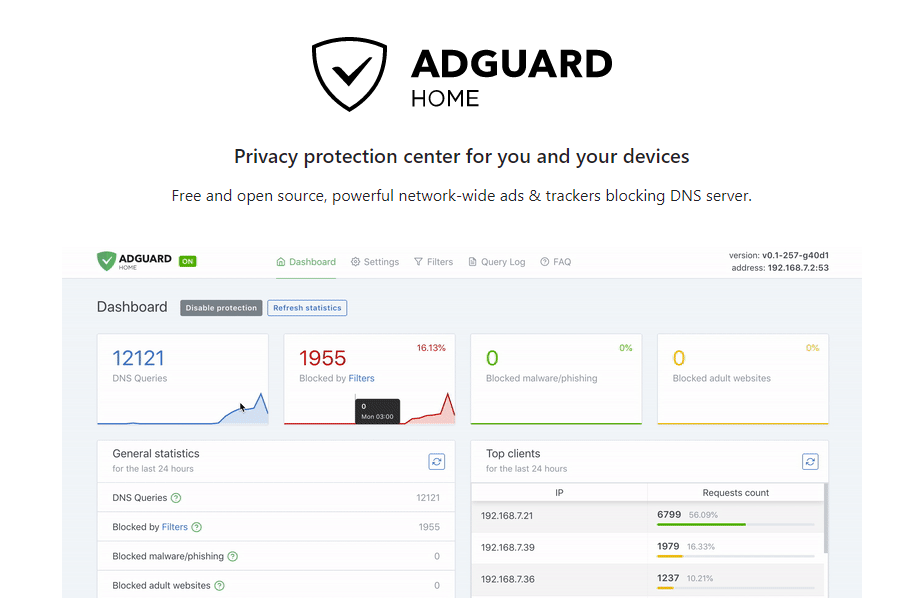 ADGUARD
HOME
Privacy protection center for you and your devices
Free and open source, powerful network-wide ads & trackers blocking DNS server.
ADGUARD
HOME
ON
Dashboard Settings Filters Query Log FAQ
version: v0.1-257-g40d1
address: 192.168.7.2:53
Dashboard Disable protection Refresh statistics
12121
DNS Queries
1955
16.13%
Blocked by Filters
0
Mon 03:00
0
0%
Blocked malware/phishing
0
0%
Blocked adult websites
General statistics
for the last 24 hours
DNS Queries 12121
Blocked by Filters 1955
Blocked malware/phishing 0
Blocked adult websites 0
Top clients
for the last 24 hours
IP Requests count
192.168.7.21 6799 56.09%
192.168.7.39 1979 16.33%
192.168.7.36 1237 10.21%